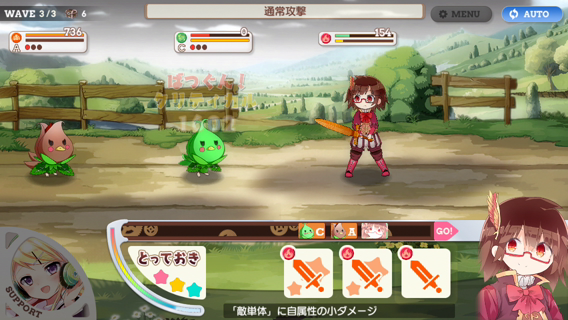 WAVE 3/3 6
通常攻撃
MENU
AUTO
736
A
0
C
154
ばつぐん!
C
A
GO!
とっておき
SUPPORT
「敵単体」に自属性の小ダメージ